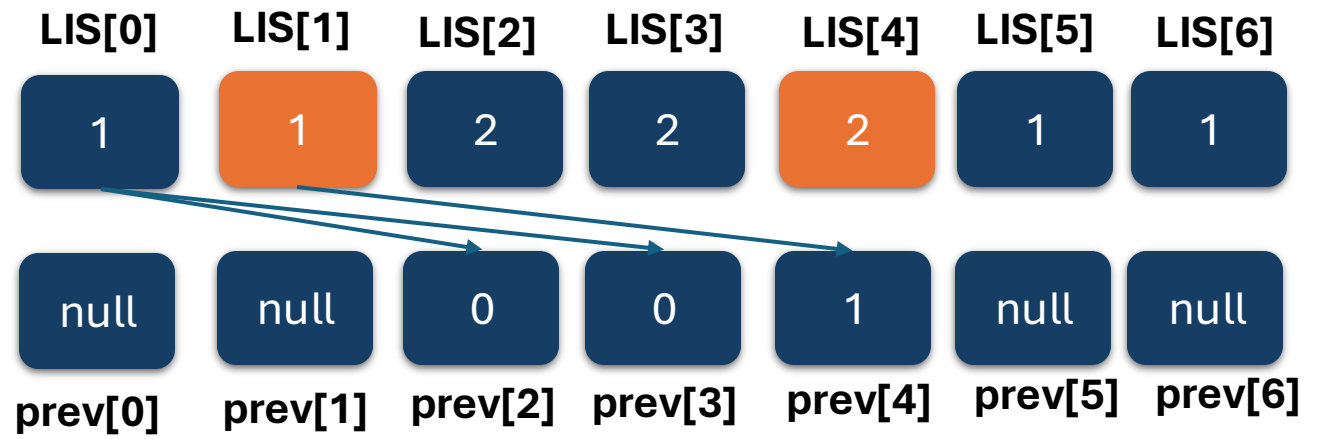 LIS[0] LIS[1] LIS[2] LIS[3] LIS[4] LIS[5] LIS[6]
1 1 2 2 2 1 1
null null 0 0 1 null null
prev[0] prev[1] prev[2] prev[3] prev[4] prev[5] prev[6]